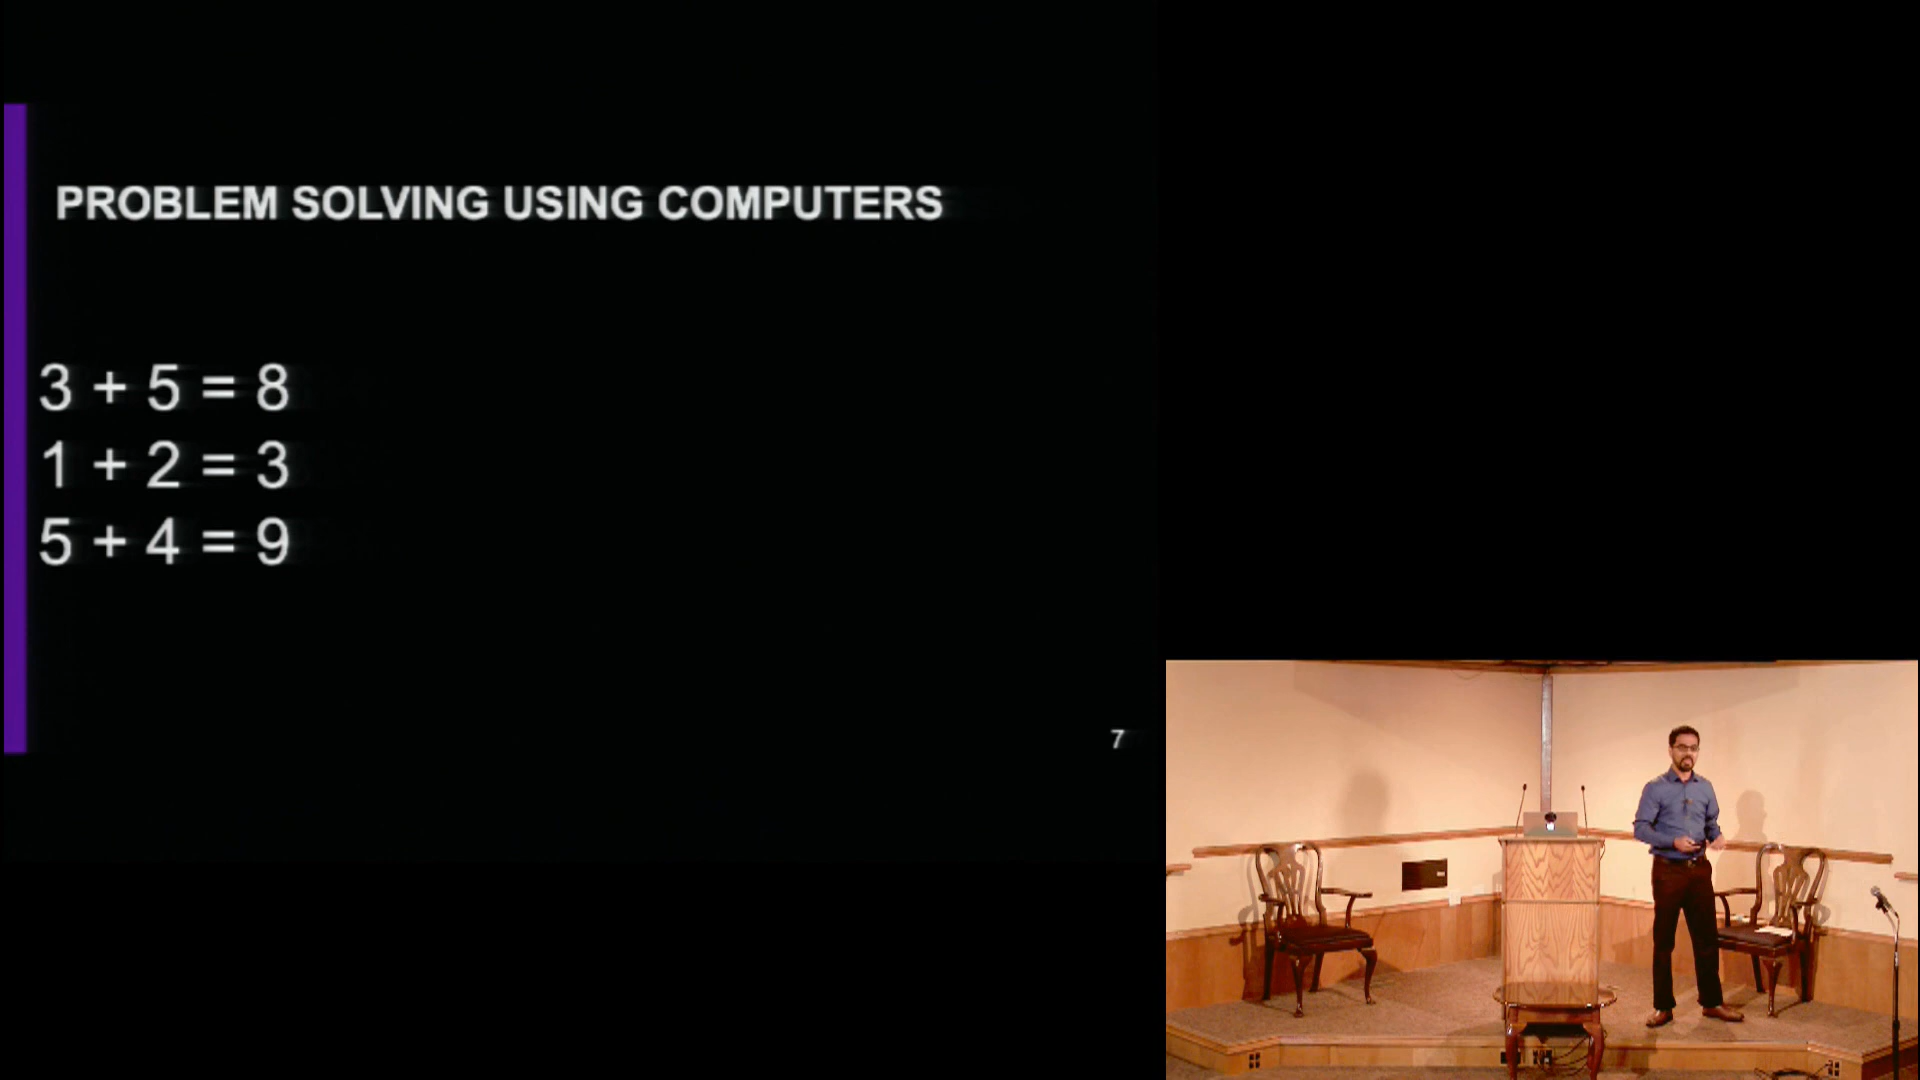 PROBLEM SOLVING USING COMPUTERS
3 + 5 = 8
1 + 2 = 3
5 + 4 = 9
7